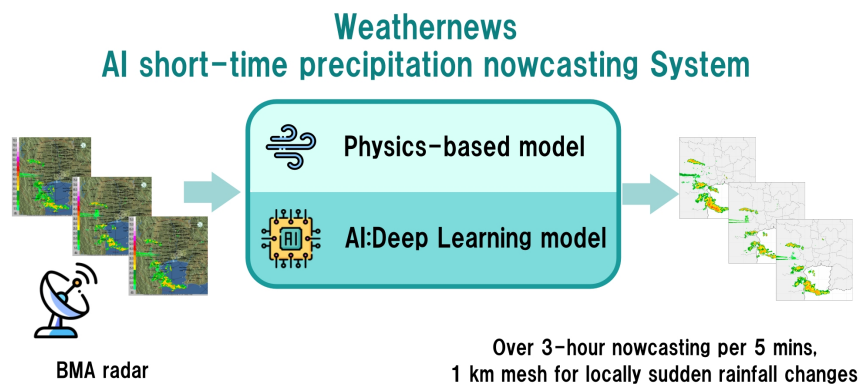 Weathernews
AI short-time precipitation nowcasting System
Physics-based model
AI
AI:Deep Learning model
BMA radar
Over 3-hour nowcasting per 5 mins,
1 km mesh for locally sudden rainfall changes